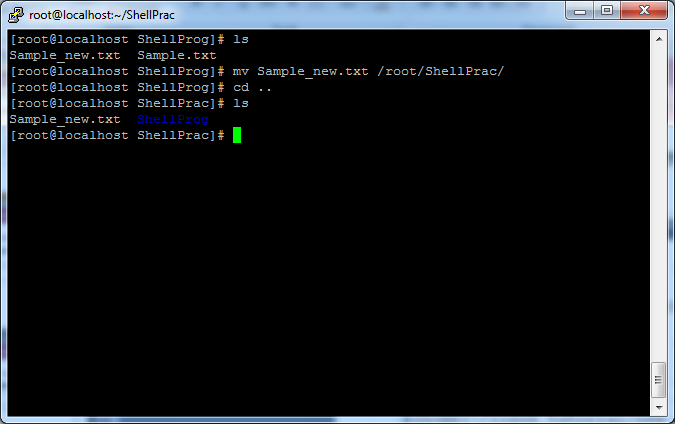 root@localhost:~/ShellPrac
[root@localhost ShellProg]# ls
Sample_new.txt  Sample.txt
[root@localhost ShellProg]# mv Sample_new.txt /root/ShellPrac/
[root@localhost ShellProg]# cd ..
[root@localhost ShellPrac]# ls
Sample_new.txt  ShellProg
[root@localhost ShellPrac]#